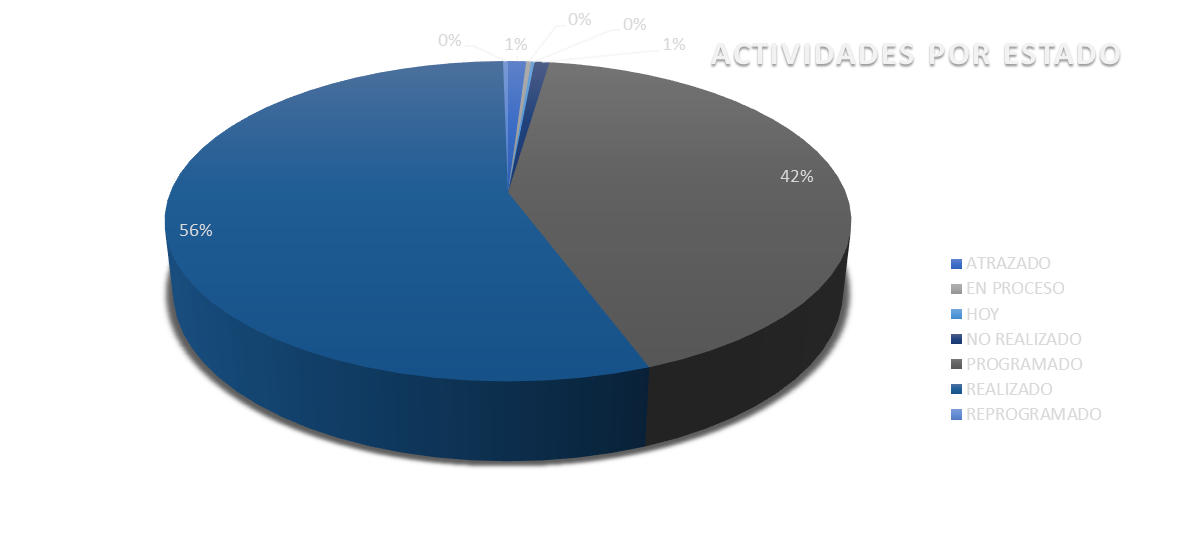 ACTIVIDADES POR ESTADO
0%
1%
0%
0%
1%
42%
56%
ATRAZADO
EN PROCESO
HOY
NO REALIZADO
PROGRAMADO
REALIZADO
REPROGRAMADO